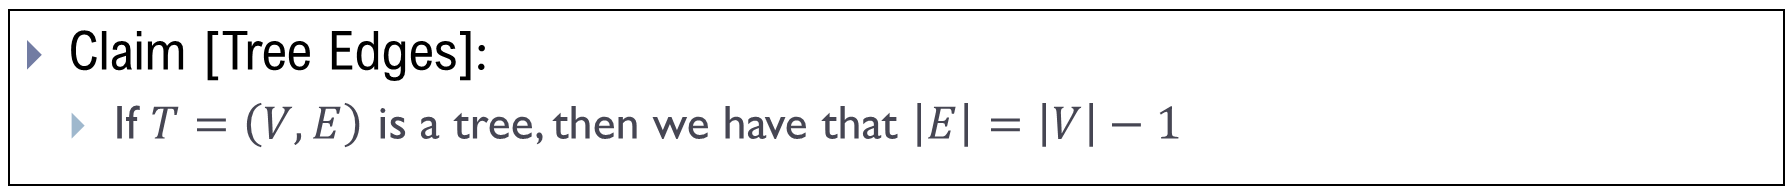 Claim [Tree Edges]:
If 𝑇 = (𝑉, 𝐸) is a tree, then we have that |𝐸| = |𝑉| − 1